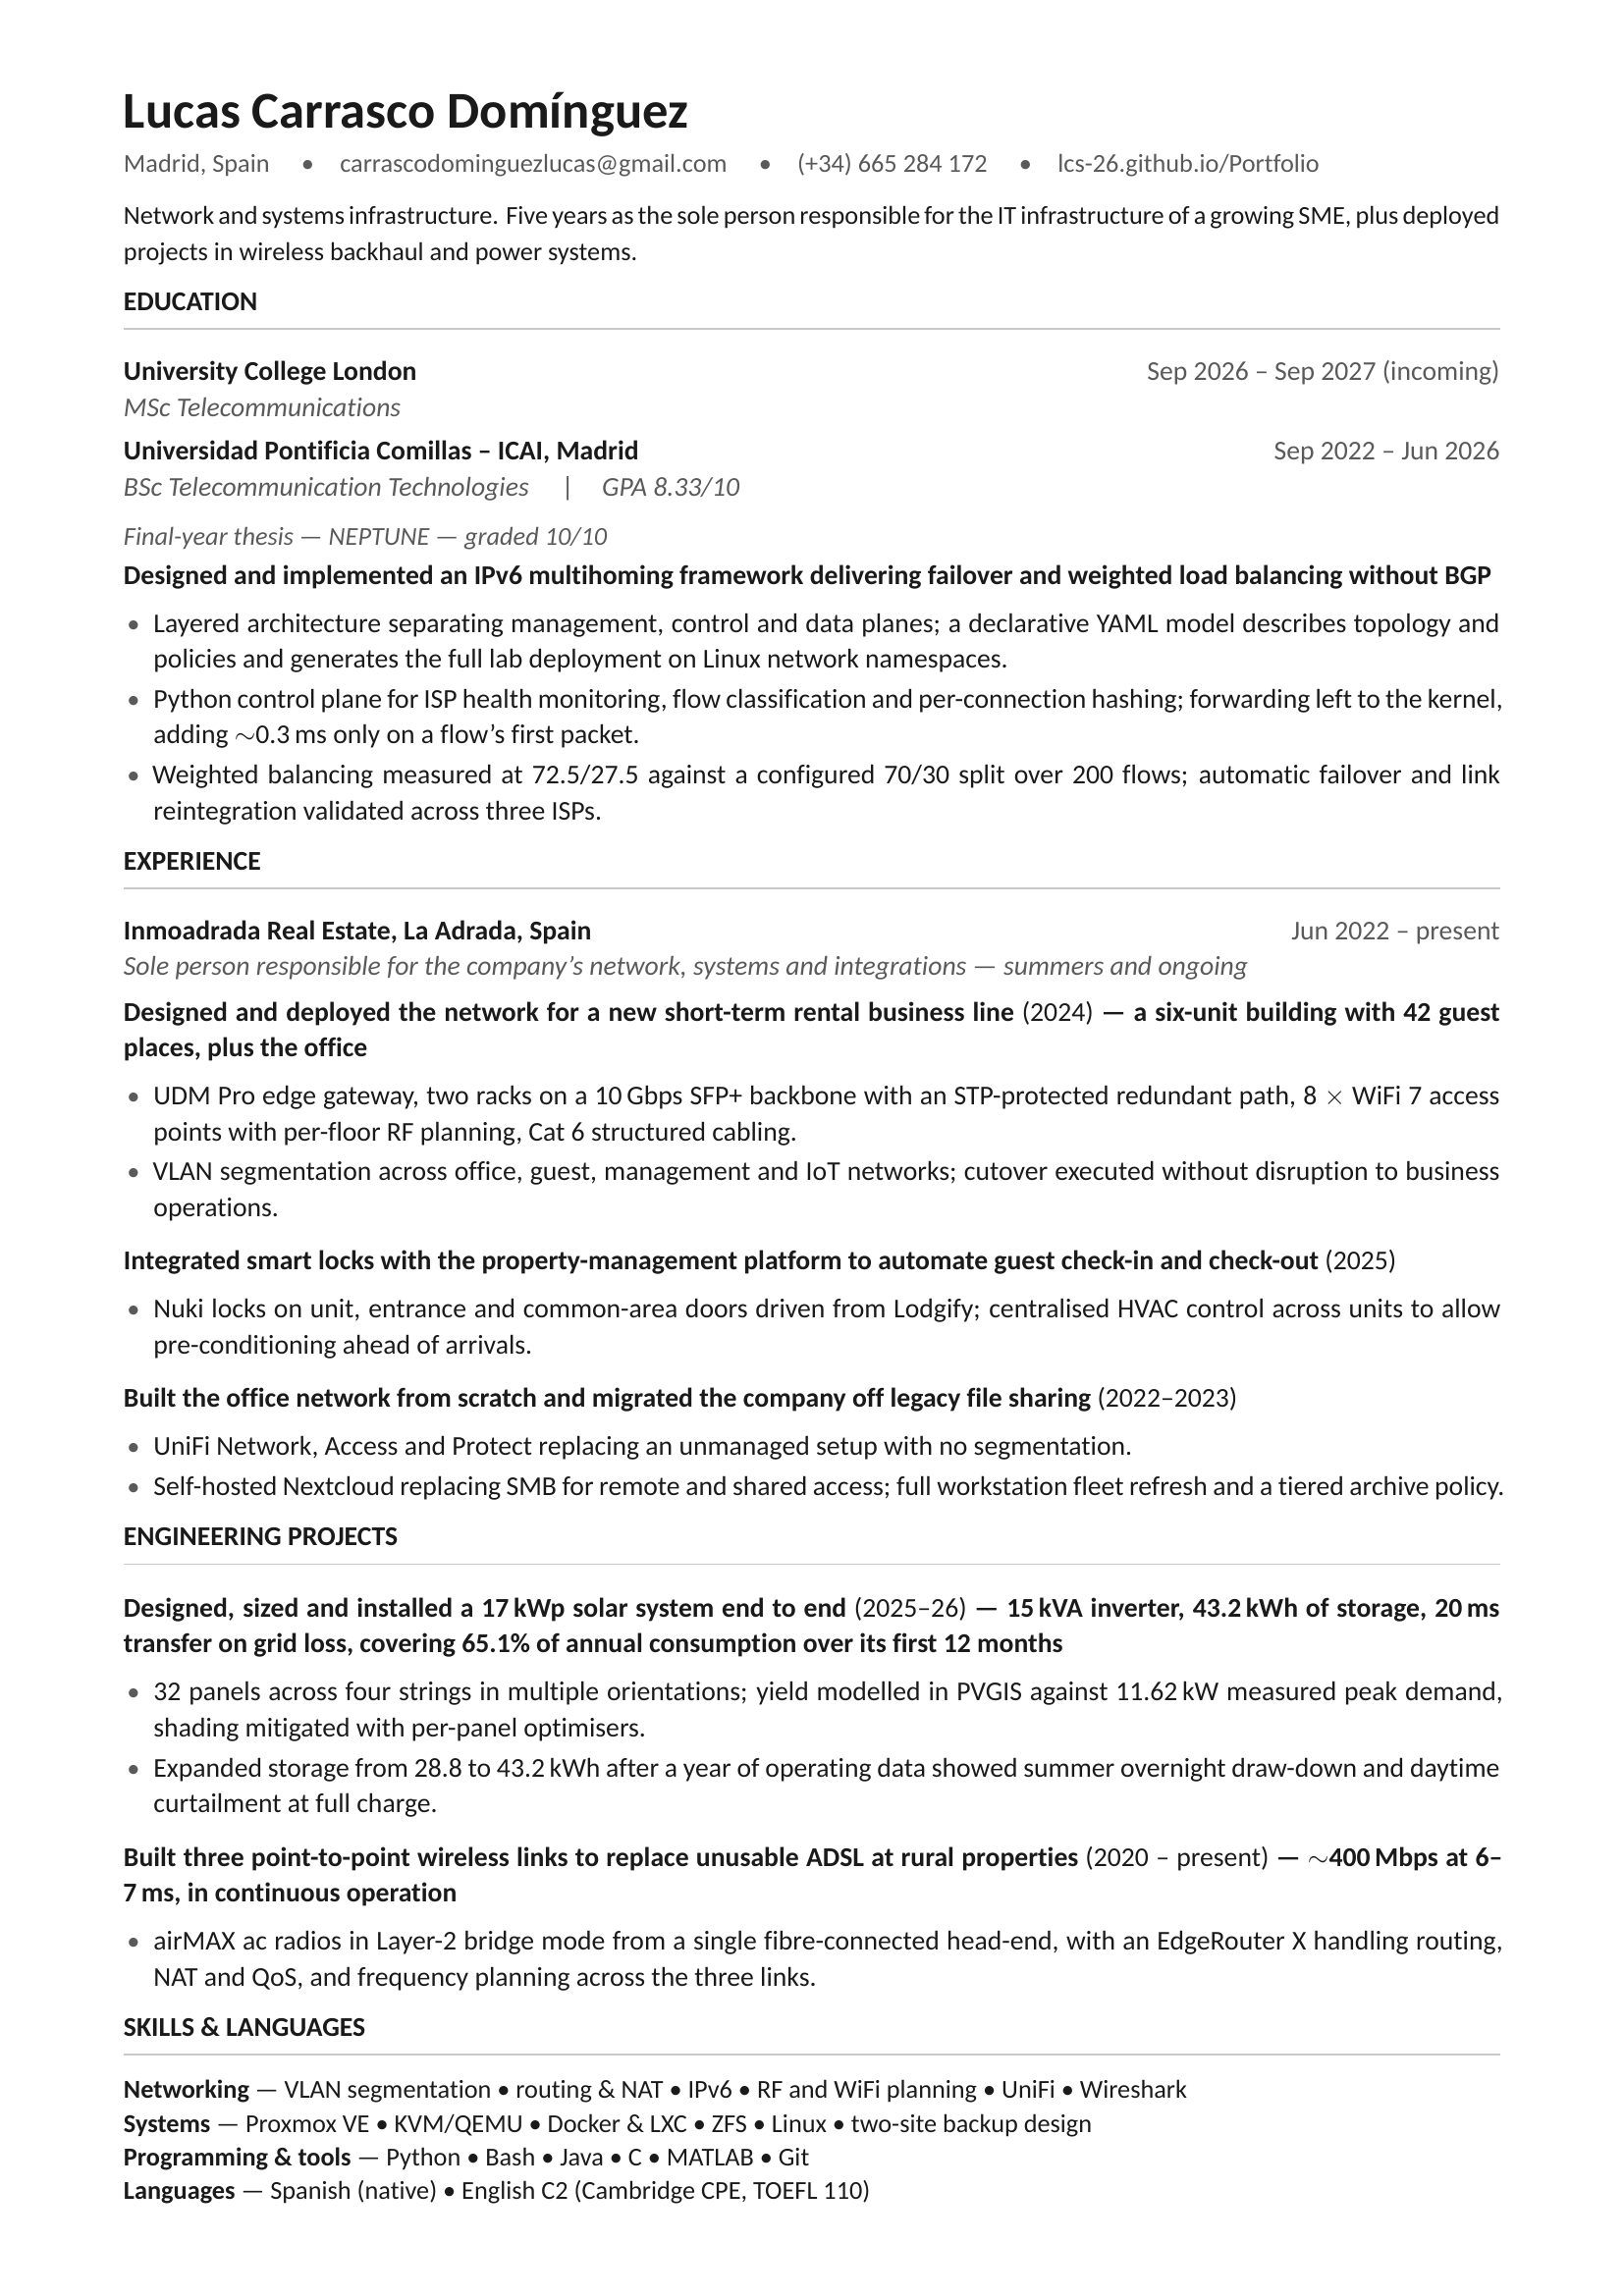 Lucas Carrasco Domínguez
Madrid, Spain • carrascodominguezlucas@gmail.com • (+34) 665 284 172 • lcs-26.github.io/Portfolio
Network and systems infrastructure. Five years as the sole person responsible for the IT infrastructure of a growing SME, plus deployed
projects in wireless backhaul and power systems.
EDUCATION
University College London Sep 2026 – Sep 2027 (incoming)
MSc Telecommunications
Universidad Pontificia Comillas – ICAI, Madrid Sep 2022 – Jun 2026
BSc Telecommunication Technologies | GPA 8.33/10
Final-year thesis — NEPTUNE — graded 10/10
Designed and implemented an IPv6 multihoming framework delivering failover and weighted load balancing without BGP
• Layered architecture separating management, control and data planes; a declarative YAML model describes topology and
policies and generates the full lab deployment on Linux network namespaces.
• Python control plane for ISP health monitoring, flow classification and per-connection hashing; forwarding left to the kernel,
adding ~0.3 ms only on a flow’s first packet.
• Weighted balancing measured at 72.5/27.5 against a configured 70/30 split over 200 flows; automatic failover and link
reintegration validated across three ISPs.
EXPERIENCE
Inmoadrada Real Estate, La Adrada, Spain Jun 2022 – present
Sole person responsible for the company’s network, systems and integrations — summers and ongoing
Designed and deployed the network for a new short-term rental business line (2024) — a six-unit building with 42 guest
places, plus the office
• UDM Pro edge gateway, two racks on a 10 Gbps SFP+ backbone with an STP-protected redundant path, 8 × WiFi 7 access
points with per-floor RF planning, Cat 6 structured cabling.
• VLAN segmentation across office, guest, management and IoT networks; cutover executed without disruption to business
operations.
Integrated smart locks with the property-management platform to automate guest check-in and check-out (2025)
• Nuki locks on unit, entrance and common-area doors driven from Lodgify; centralised HVAC control across units to allow
pre-conditioning ahead of arrivals.
Built the office network from scratch and migrated the company off legacy file sharing (2022–2023)
• UniFi Network, Access and Protect replacing an unmanaged setup with no segmentation.
• Self-hosted Nextcloud replacing SMB for remote and shared access; full workstation fleet refresh and a tiered archive policy.
ENGINEERING PROJECTS
Designed, sized and installed a 17 kWp solar system end to end (2025–26) — 15 kVA inverter, 43.2 kWh of storage, 20 ms
transfer on grid loss, covering 65.1% of annual consumption over its first 12 months
• 32 panels across four strings in multiple orientations; yield modelled in PVGIS against 11.62 kW measured peak demand,
shading mitigated with per-panel optimisers.
• Expanded storage from 28.8 to 43.2 kWh after a year of operating data showed summer overnight draw-down and daytime
curtailment at full charge.
Built three point-to-point wireless links to replace unusable ADSL at rural properties (2020 – present) — ~400 Mbps at 6–
7 ms, in continuous operation
• airMAX ac radios in Layer-2 bridge mode from a single fibre-connected head-end, with an EdgeRouter X handling routing,
NAT and QoS, and frequency planning across the three links.
SKILLS & LANGUAGES
Networking — VLAN segmentation • routing & NAT • IPv6 • RF and WiFi planning • UniFi • Wireshark
Systems — Proxmox VE • KVM/QEMU • Docker & LXC • ZFS • Linux • two-site backup design
Programming & tools — Python • Bash • Java • C • MATLAB • Git
Languages — Spanish (native) • English C2 (Cambridge CPE, TOEFL 110)